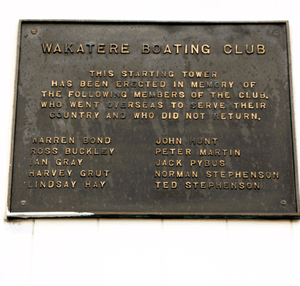 WAKATERE BOATING CLUB
THIS STARTING TOWER
HAS BEEN ERECTED IN MEMORY OF
THE FOLLOWING MEMBERS OF THE CLUB.
WHO WENT OVERSEAS TO SERVE THEIR
COUNTRY AND WHO DID NOT RETURN.
WARREN BOND
ROSS BUCKLEY
IAN GRAY
HARVEY GRUT
LINDSAY HAY
JOHN HUNT
PETER MARTIN
JACK PYBUS
NORMAN STEPHENSON
TED STEPHENSON